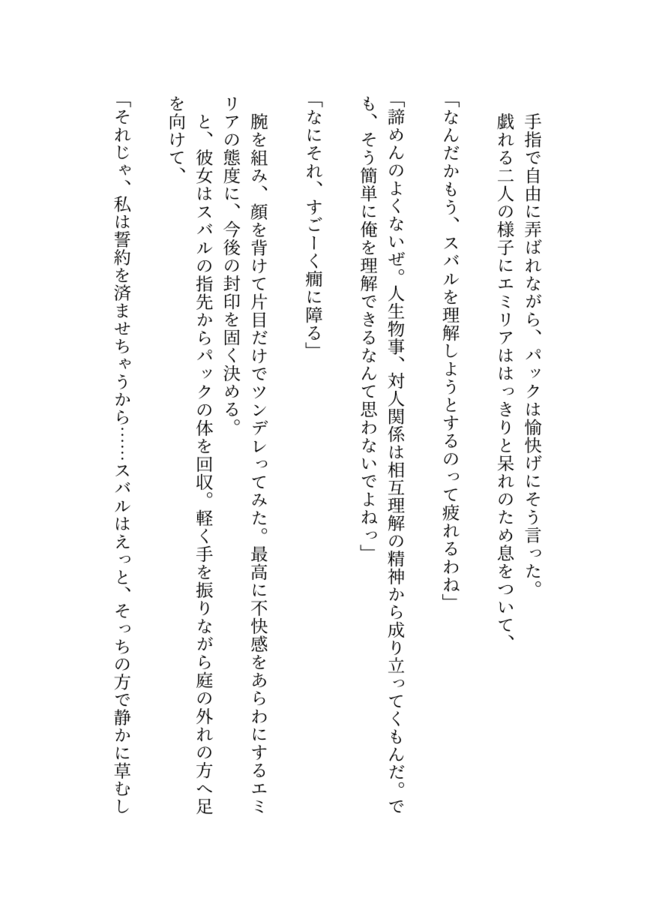 手指で自由に弄ばれながら、パックは愉快げにそう言った。
戯れる二人の様子にエミリアははっきりと呆れのため息をついて、
「なんだかもう、スバルを理解しようとするのって疲れるわね」
「諦めんのよくないぜ。人生物事、対人関係は相互理解の精神から成り立ってくもんだ。で
も、そう簡単に俺を理解できるなんて思わないでよねっ」
「なにそれ、すごーく癇に障る」
腕を組み、顔を背けて片目だけでツンデレってみた。最高に不快感をあらわにするエミ
リアの態度に、今後の封印を固く決める。
と、彼女はスバルの指先からパックの体を回収。軽く手を振りながら庭の外れの方へ足
を向けて、
「それじゃ、私は誓約を済ませちゃうから……スバルはえっと、そっちの方で静かに草むし